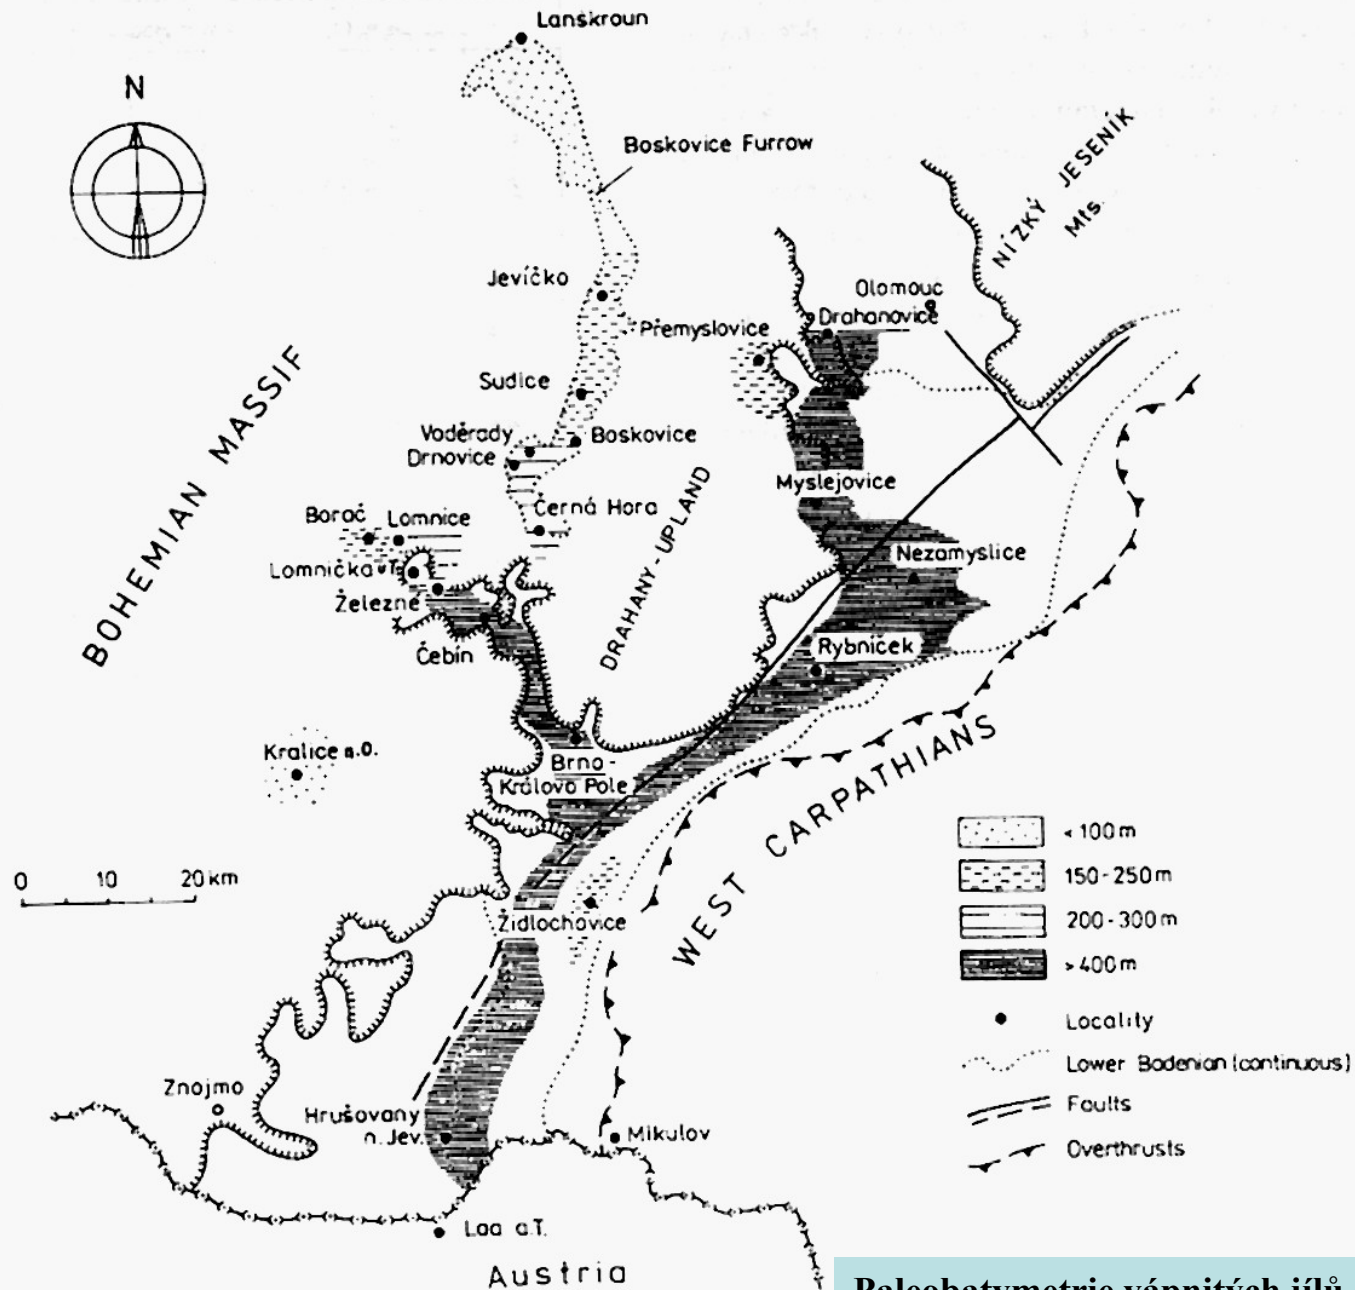 Lanškroun
N
Boskovice Furrow
NÍZKÝ JESENÍK
Mts.
Jevíčko
Olomouc
Drahanovice
Přemyslovice
BOHEMIAN MASSIF
Sudice
Voděrady
Boskovice
Drnovice
Myslejovice
Borač
Lomnice
Černá Hora
DRAHANY-UPLAND
Nezamyslice
Lomnička
Železné
Čebín
Rybníček
Kralice n.O.
Brno-
Královo Pole
WEST CARPATHIANS
0 10 20 km
Židlochovice
< 100 m
150-250 m
200-300 m
> 400 m
Locality
Lower Badenian (continuous)
Faults
Overthrusts
Znojmo
Hrušovany
n. Jev.
Mikulov
Laa a.T.
Austria
Paleobatymetrie vápnitých jílů